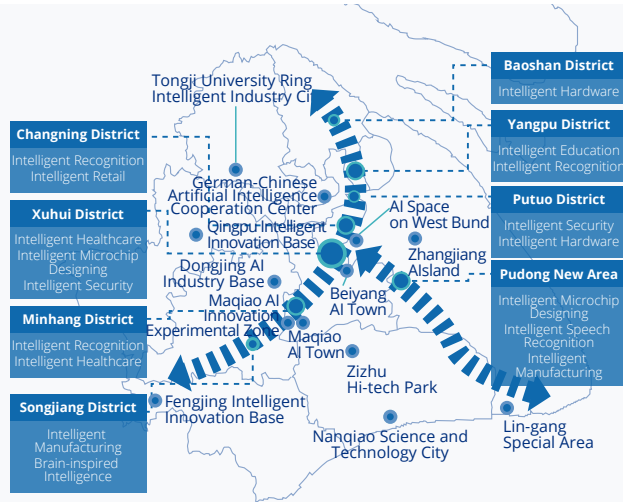 Baoshan District
Intelligent Hardware
Yangpu District
Intelligent Education
Intelligent Recognition
Putuo District
Intelligent Security
Intelligent Hardware
Pudong New Area
Intelligent Microchip
Designing
Intelligent Speech
Recognition
Intelligent
Manufacturing
Changning District
Intelligent Recognition
Intelligent Retail
Xuhui District
Intelligent Healthcare
Intelligent Microchip
Designing
Intelligent Security
Minhang District
Intelligent Recognition
Intelligent Healthcare
Songjiang District
Intelligent
Manufacturing
Brain-inspired
Intelligence
Tongji University Ring
Intelligent Industry City
German-Chinese
Artificial Intelligence
Cooperation Center
Qingpu Intelligent
Innovation Base
AI Space
on West Bund
Zhangjiang
AIsland
Dongjing AI
Industry Base
Beiyang
AI Town
Maqiao AI
Innovation
Experimental Zone
Maqiao
AI Town
Zizhu
Hi-tech Park
Fengjing Intelligent
Innovation Base
Nanqiao Science and
Technology City
Lin-gang
Special Area